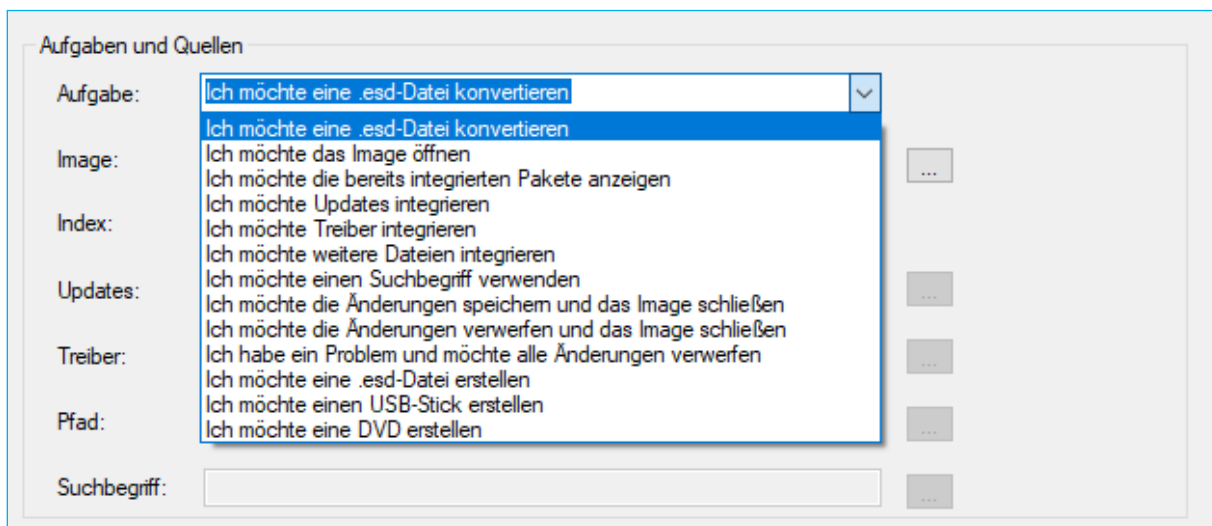 Aufgaben und Quellen
Aufgabe: Ich möchte eine .esd-Datei konvertieren
Ich möchte eine .esd-Datei konvertieren
Ich möchte das Image öffnen
Image: ...
Ich möchte die bereits integrierten Pakete anzeigen
Ich möchte Updates integrieren
Index: Ich möchte Treiber integrieren
Ich möchte weitere Dateien integrieren
Ich möchte einen Suchbegriff verwenden
Updates: ...
Ich möchte die Änderungen speichern und das Image schließen
Ich möchte die Änderungen verwerfen und das Image schließen
Treiber: Ich habe ein Problem und möchte alle Änderungen verwerfen ...
Ich möchte eine .esd-Datei erstellen
Ich möchte einen USB-Stick erstellen
Pfad: ...
Ich möchte eine DVD erstellen
Suchbegriff: ...